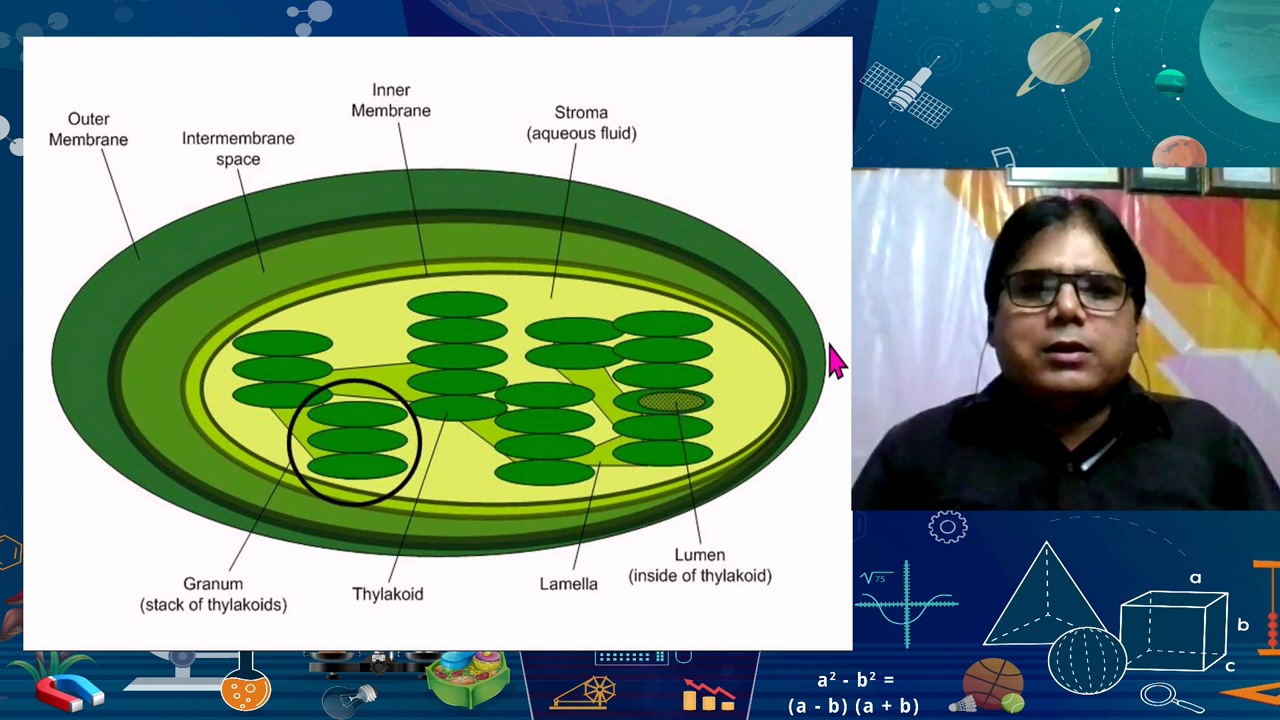 Inner
Membrane
Outer
Membrane
Stroma
(aqueous fluid)
Intermembrane
space
Granum
(stack of thylakoids)
Thylakoid
Lamella
Lumen
(inside of thylakoid)
√75
a
b
c
a² - b² =
(a - b) (a + b)